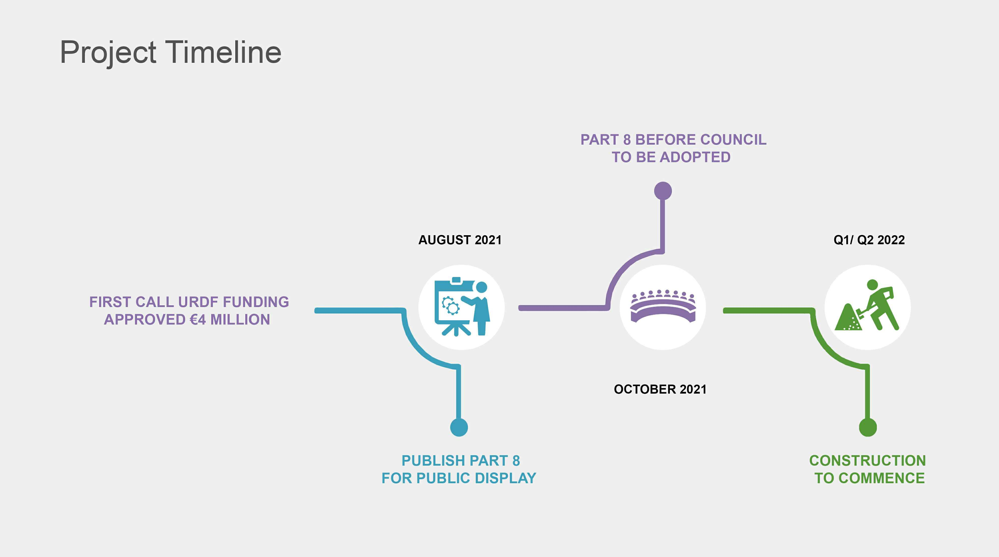 Project Timeline
FIRST CALL URDF FUNDING
APPROVED €4 MILLION
AUGUST 2021
PUBLISH PART 8
FOR PUBLIC DISPLAY
PART 8 BEFORE COUNCIL
TO BE ADOPTED
OCTOBER 2021
Q1/ Q2 2022
CONSTRUCTION
TO COMMENCE